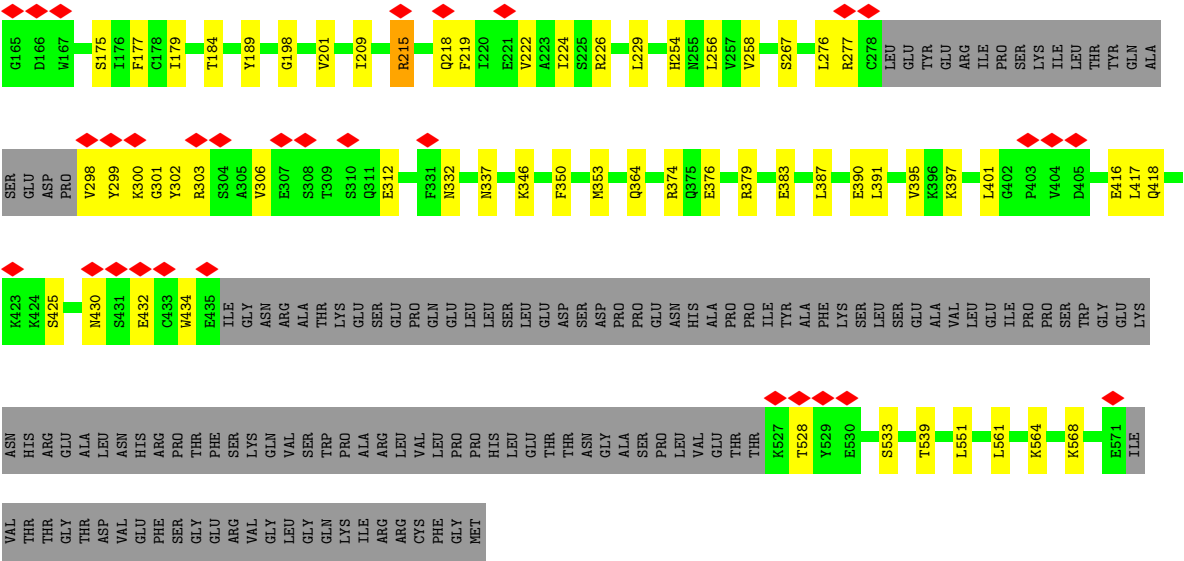 G165 D166 W167 S175 I176 F177 C178 I179 T184 Y189 G198 V201 I209 R215 Q218 F219 I220 E221 V222 A223 I224 S225 R226 L229 H254 N255 L256 V257 V258 S267 L276 R277 C278 LEU GLU TYR GLU ARG ILE PRO SER LYS ILE LEU THR TYR GLN ALA
SER GLU ASP PRO V298 Y299 K300 G301 Y302 R303 S304 A305 V306 E307 S308 T309 S310 Q311 E312 F331 N332 N337 K346 F350 M353 Q364 R374 Q375 E376 R379 E383 L387 E390 L391 V395 K396 K397 L401 G402 P403 V404 D405 E416 L417 Q418
K423 K424 S425 N430 S431 E432 C433 W434 E435 ILE GLY ASN ARG ALA THR LYS GLU SER GLU PRO GLN GLU LEU LEU SER LEU GLU ASP SER ASP PRO PRO GLU ASN HIS ALA PRO PRO ILE TYR ALA PHE LYS SER LEU SER GLU ALA VAL LEU GLU ILE PRO PRO SER TRP GLY GLU LYS
ASN HIS ARG GLU ALA LEU ASN HIS ARG PRO THR PHE SER LYS GLN VAL SER TRP PRO ALA ARG LEU VAL LEU PRO PRO HIS LEU GLU THR THR ASN GLY ALA SER PRO LEU VAL GLU THR THR K527 T528 Y529 E530 S533 T539 L551 L561 K564 K568 E571 ILE
VAL THR THR GLY THR ASP VAL GLU PHE SER GLY GLU ARG VAL GLY LEU GLY GLN LYS ILE ARG ARG CYS PHE GLY MET